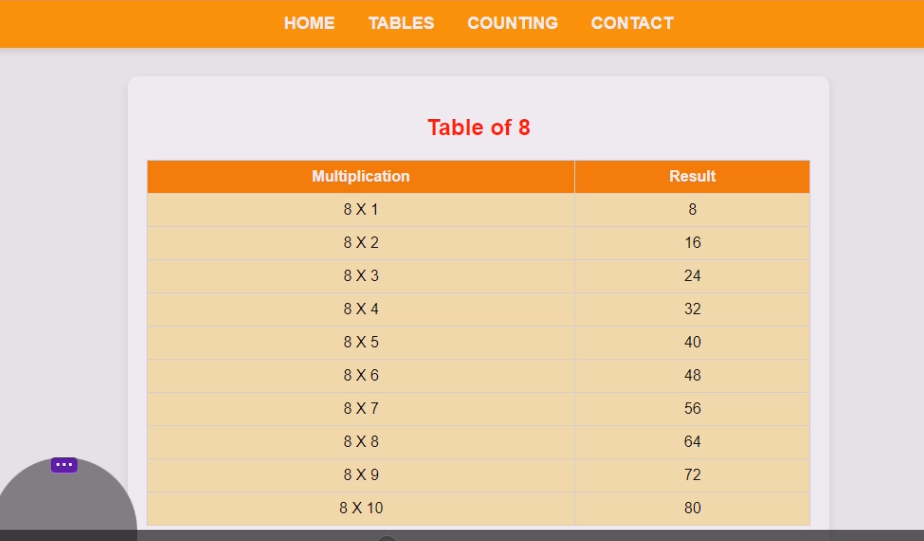 HOME TABLES COUNTING CONTACT
Table of 8
Multiplication Result
8 X 1 8
8 X 2 16
8 X 3 24
8 X 4 32
8 X 5 40
8 X 6 48
8 X 7 56
8 X 8 64
8 X 9 72
8 X 10 80